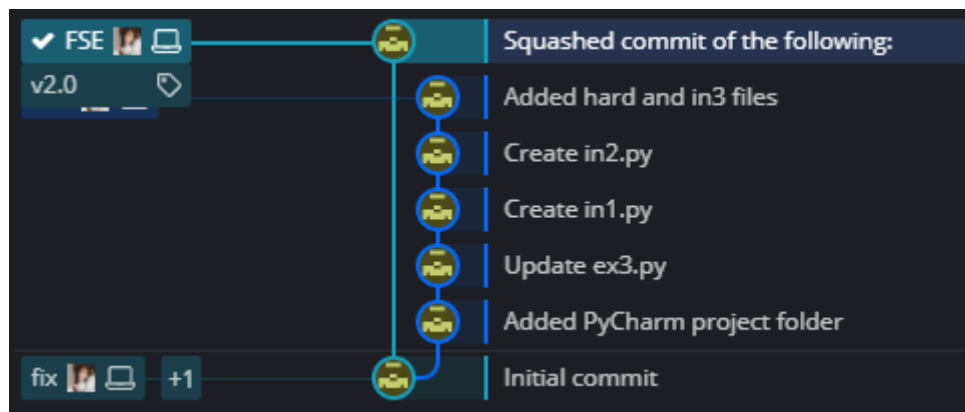 FSE Squashed commit of the following:
v2.0
Added hard and in3 files
Create in2.py
Create in1.py
Update ex3.py
Added PyCharm project folder
fix +1 Initial commit